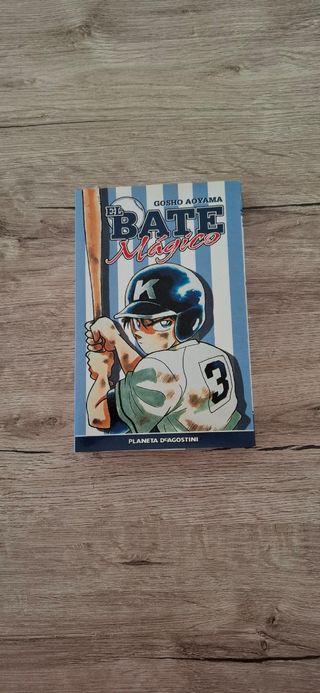 GOSHO AOYAMA
EL
BATE
Mágico
K
3
PLANETA DEAGOSTINI